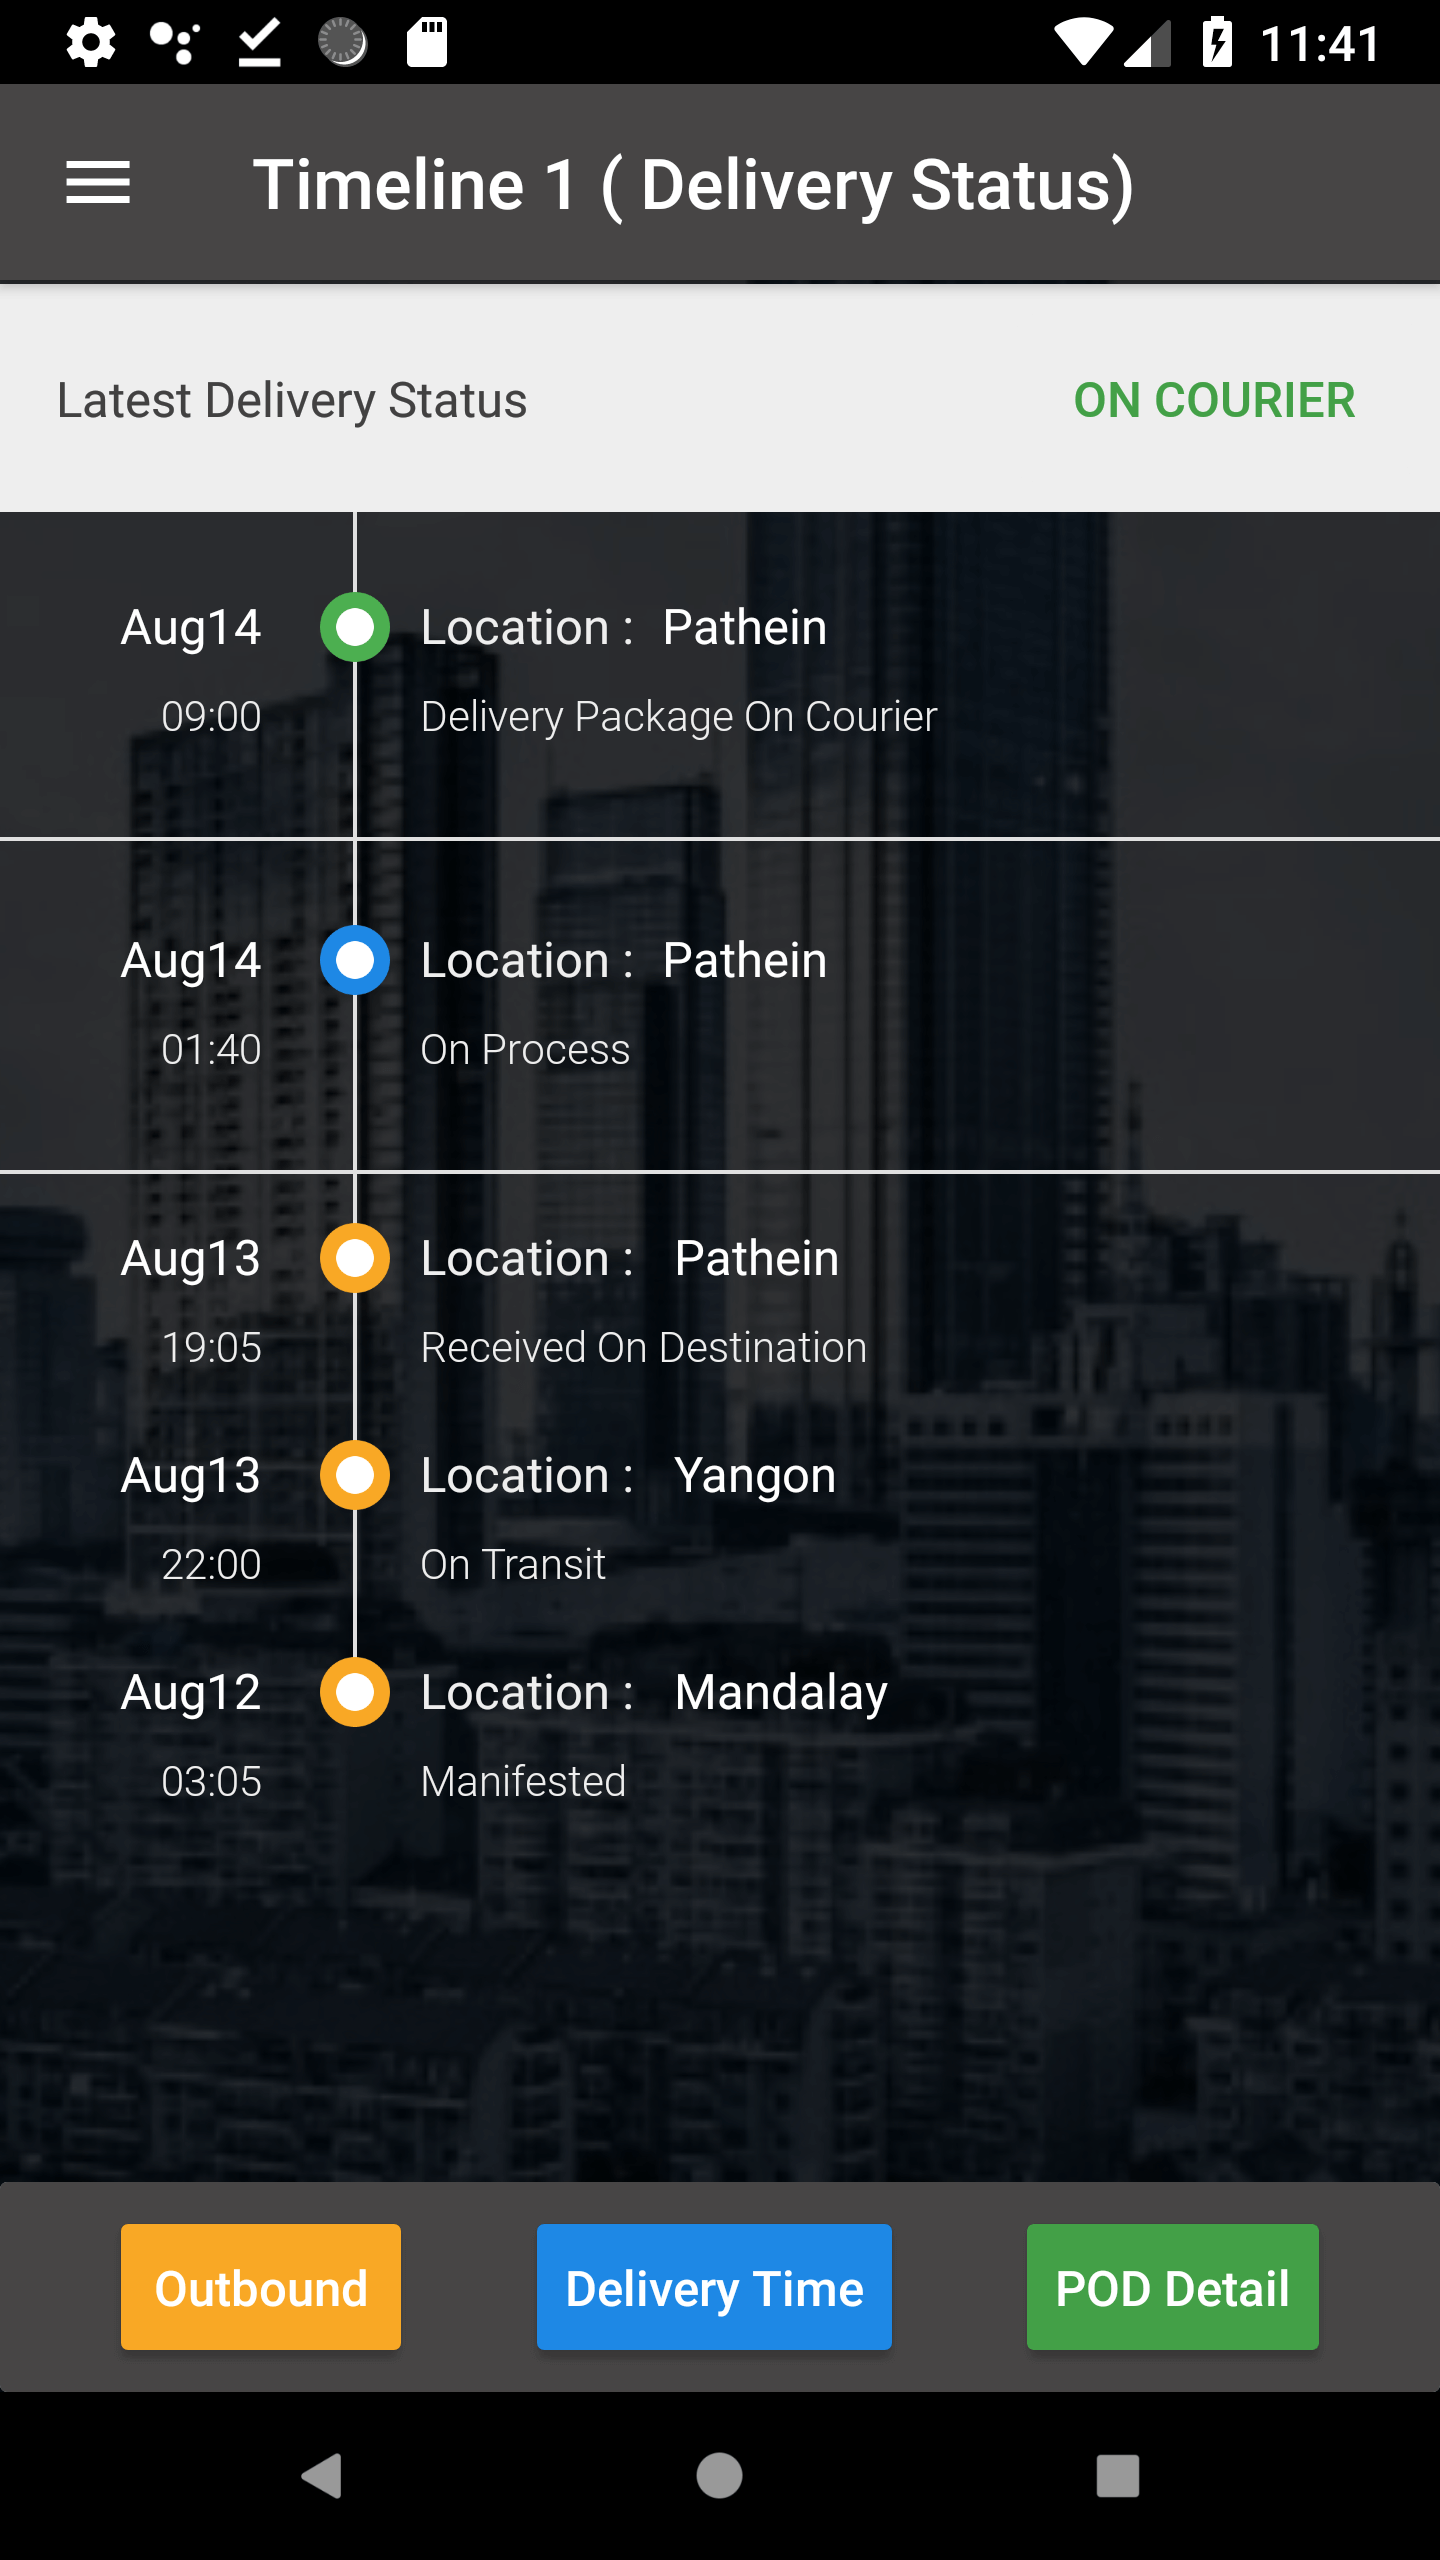 11:41
Timeline 1 ( Delivery Status)
Latest Delivery Status ON COURIER
Aug14 Location : Pathein
09:00 Delivery Package On Courier
Aug14 Location : Pathein
01:40 On Process
Aug13 Location : Pathein
19:05 Received On Destination
Aug13 Location : Yangon
22:00 On Transit
Aug12 Location : Mandalay
03:05 Manifested
Outbound Delivery Time POD Detail